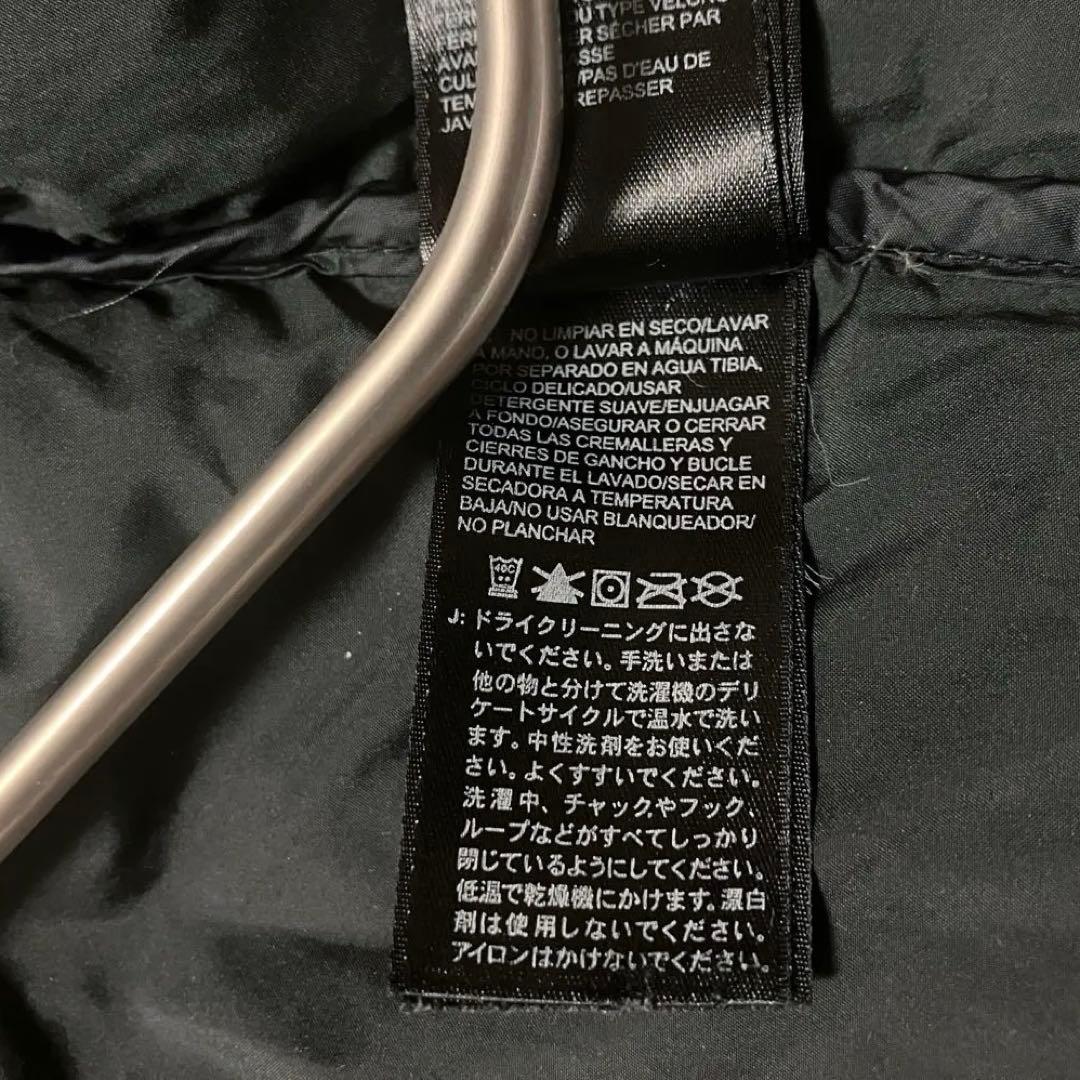 OU TYPE VELCRO
SÉCHER PAR
PAS D'EAU DE
REPASSER
NO LIMPIAR EN SECO/LAVAR
A MANO, O LAVAR A MÁQUINA
POR SEPARADO EN AGUA TIBIA,
CICLO DELICADO/USAR
DETERGENTE SUAVE/ENJUAGAR
A FONDO/ASEGURAR O CERRAR
TODAS LAS CREMALLERAS Y
CIERRES DE GANCHO Y BUCLE
DURANTE EL LAVADO/SECAR EN
SECADORA A TEMPERATURA
BAJA/NO USAR BLANQUEADOR/
NO PLANCHAR
40C
J: ドライクリーニングに出さな
いでください。手洗いまたは
他の物と分けて洗濯機のデリ
ケートサイクルで温水で洗い
ます。中性洗剤をお使いくだ
さい。よくすすいでください。
洗濯中、チャックやフック、
ループなどがすべてしっかり
閉じているようにしてください。
低温で乾燥機にかけます。漂白
剤は使用しないでください。
アイロンはかけないでください。